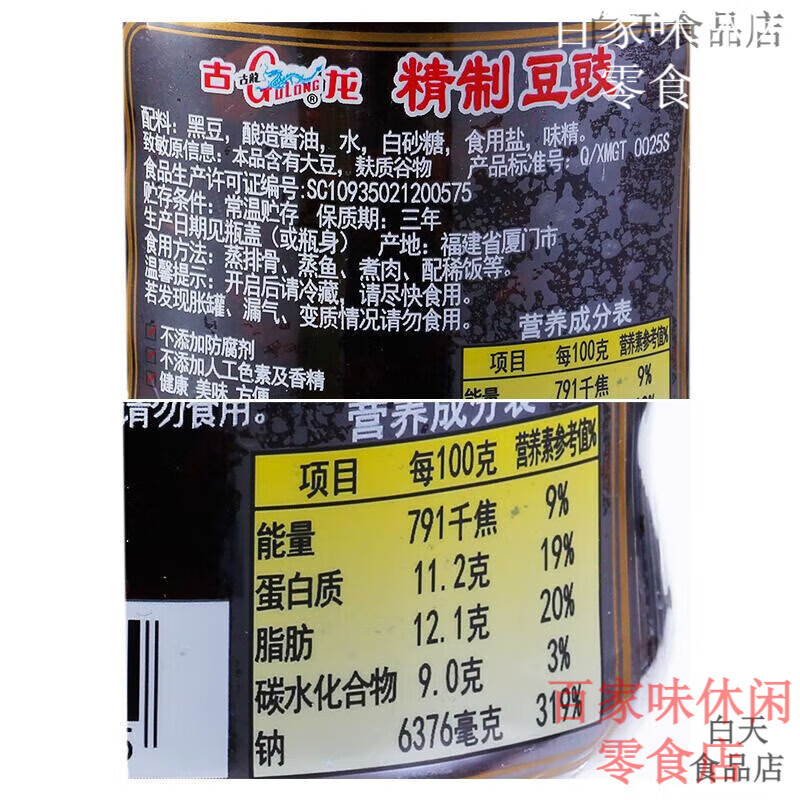 白天食品店
百家味
零食
古龍 GULONG® 古龙 精制豆豉
配料：黑豆，酿造酱油，水，白砂糖，食用盐，味精。
致敏原信息：本品含有大豆，麸质谷物 产品标准号：Q/XMGT 0025S
食品生产许可证编号：SC10935021200575
贮存条件：常温贮存 保质期：三年
生产日期见瓶盖（或瓶身） 产地：福建省厦门市
食用方法：蒸排骨、蒸鱼、煮肉、配稀饭等。
温馨提示：开启后请冷藏，请尽快食用。
若发现胀罐、漏气、变质情况请勿食用。
不添加防腐剂
不添加人工色素及香精
健康 美味 方便
营养成分表
项目 每100克 营养素参考值%
能量 791千焦 9%
请勿食用。 营养成分表
项目 每100克 营养素参考值%
能量 791千焦 9%
蛋白质 11.2克 19%
脂肪 12.1克 20%
碳水化合物 9.0克 3%
钠 6376毫克 319%
百家味休闲
零食店
白天
食品店